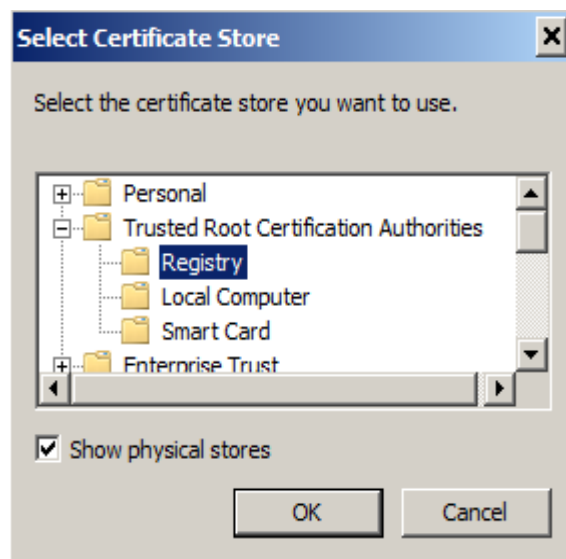 Select Certificate Store
Select the certificate store you want to use.
Personal
Trusted Root Certification Authorities
Registry
Local Computer
Smart Card
Enterprise Trust
Show physical stores
OK Cancel